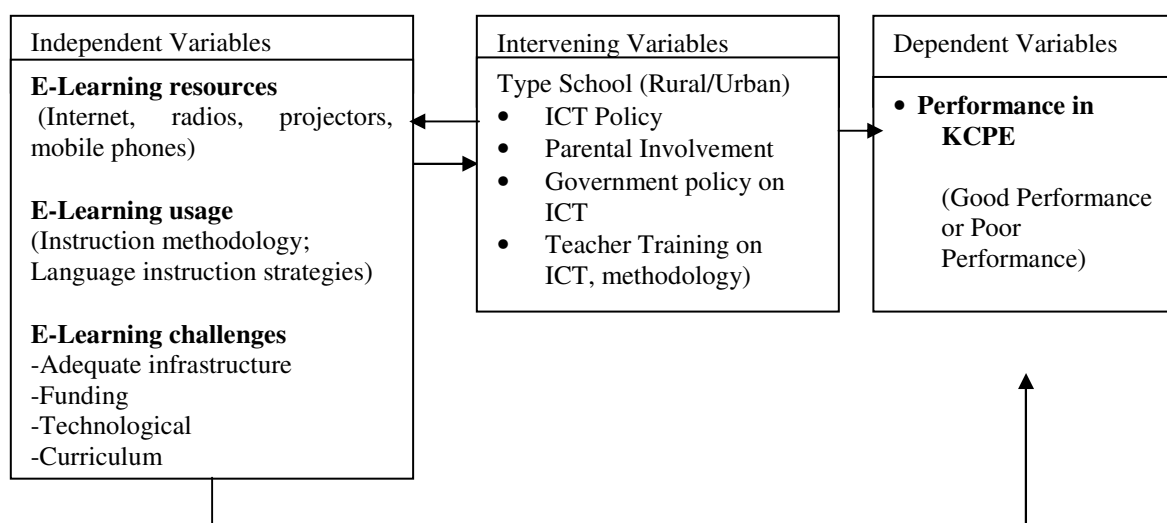 Independent Variables
E-Learning resources
(Internet, radios, projectors,
mobile phones)
E-Learning usage
(Instruction methodology;
Language instruction strategies)
E-Learning challenges
-Adequate infrastructure
-Funding
-Technological
-Curriculum
Intervening Variables
Type School (Rural/Urban)
• ICT Policy
• Parental Involvement
• Government policy on
ICT
• Teacher Training on
ICT, methodology)
Dependent Variables
• Performance in
KCPE
(Good Performance
or Poor
Performance)